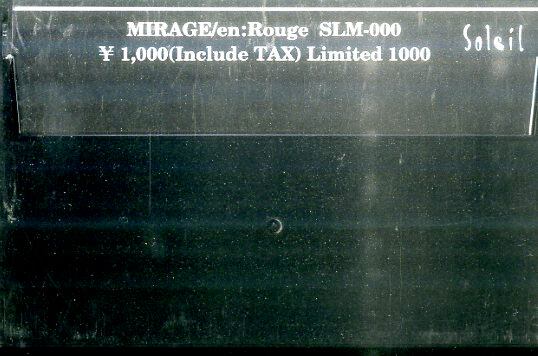 MIRAGE/en:Rouge SLM-000
¥ 1,000(Include TAX) Limited 1000
Soleil